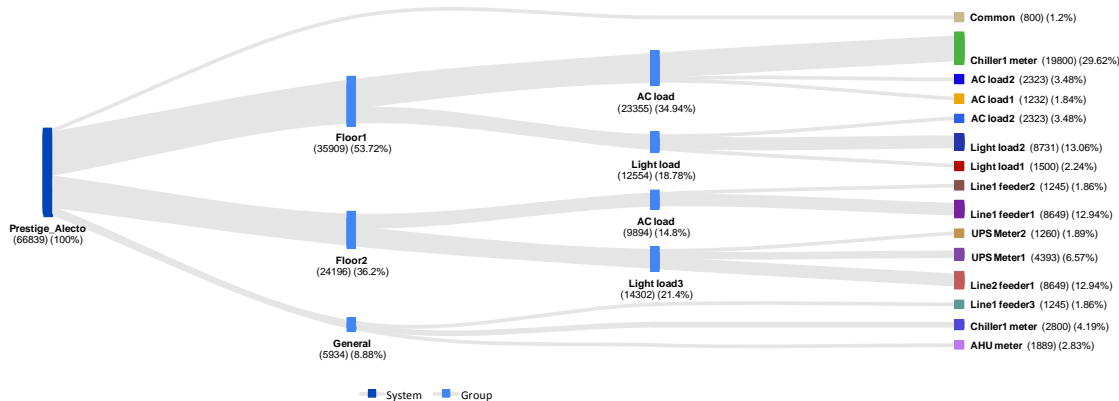 Common (800) (1.2%)
Chiller1 meter (19800) (29.62%)
AC load2 (2323) (3.48%)
AC load
(23355) (34.94%)
AC load1 (1232) (1.84%)
AC load2 (2323) (3.48%)
Floor1
(35909) (53.72%)
Light load2 (8731) (13.06%)
Light load
(12554) (18.78%)
Light load1 (1500) (2.24%)
Line1 feeder2 (1245) (1.86%)
Line1 feeder1 (8649) (12.94%)
AC load
(9894) (14.8%)
Prestige_Alecto
(66839) (100%)
UPS Meter2 (1260) (1.89%)
UPS Meter1 (4393) (6.57%)
Floor2
(24196) (36.2%)
Light load3
(14302) (21.4%)
Line2 feeder1 (8649) (12.94%)
Line1 feeder3 (1245) (1.86%)
Chiller1 meter (2800) (4.19%)
General
(5934) (8.88%)
AHU meter (1889) (2.83%)
System Group